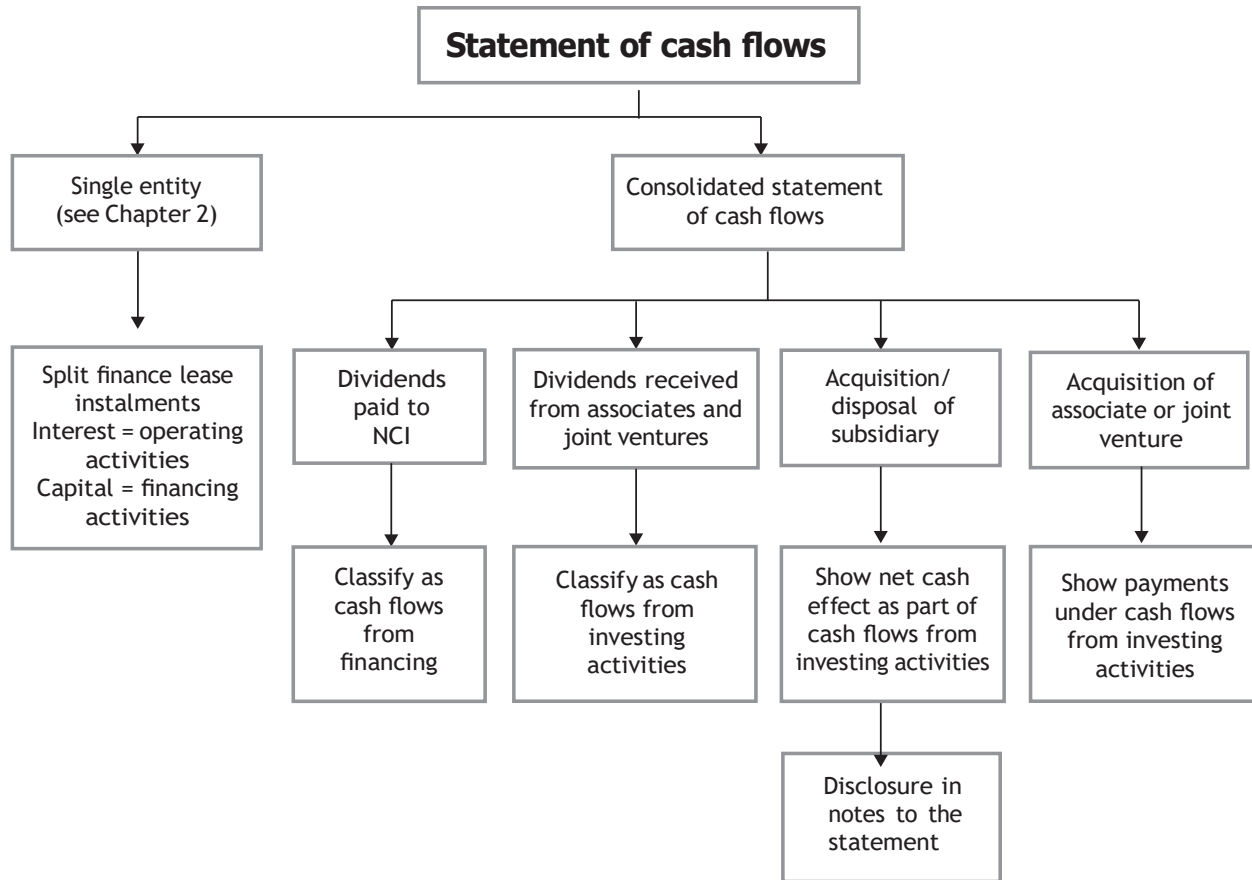 Statement of cash flows
Single entity
(see Chapter 2)
Consolidated statement
of cash flows
Split finance lease
instalments
Interest = operating
activities
Capital = financing
activities
Dividends
paid to
NCI
Dividends received
from associates and
joint ventures
Acquisition/
disposal of
subsidiary
Acquisition of
associate or joint
venture
Classify as
cash flows
from
financing
Classify as cash
flows from
investing
activities
Show net cash
effect as part of
cash flows from
investing activities
Show payments
under cash flows
from investing
activities
Disclosure in
notes to the
statement